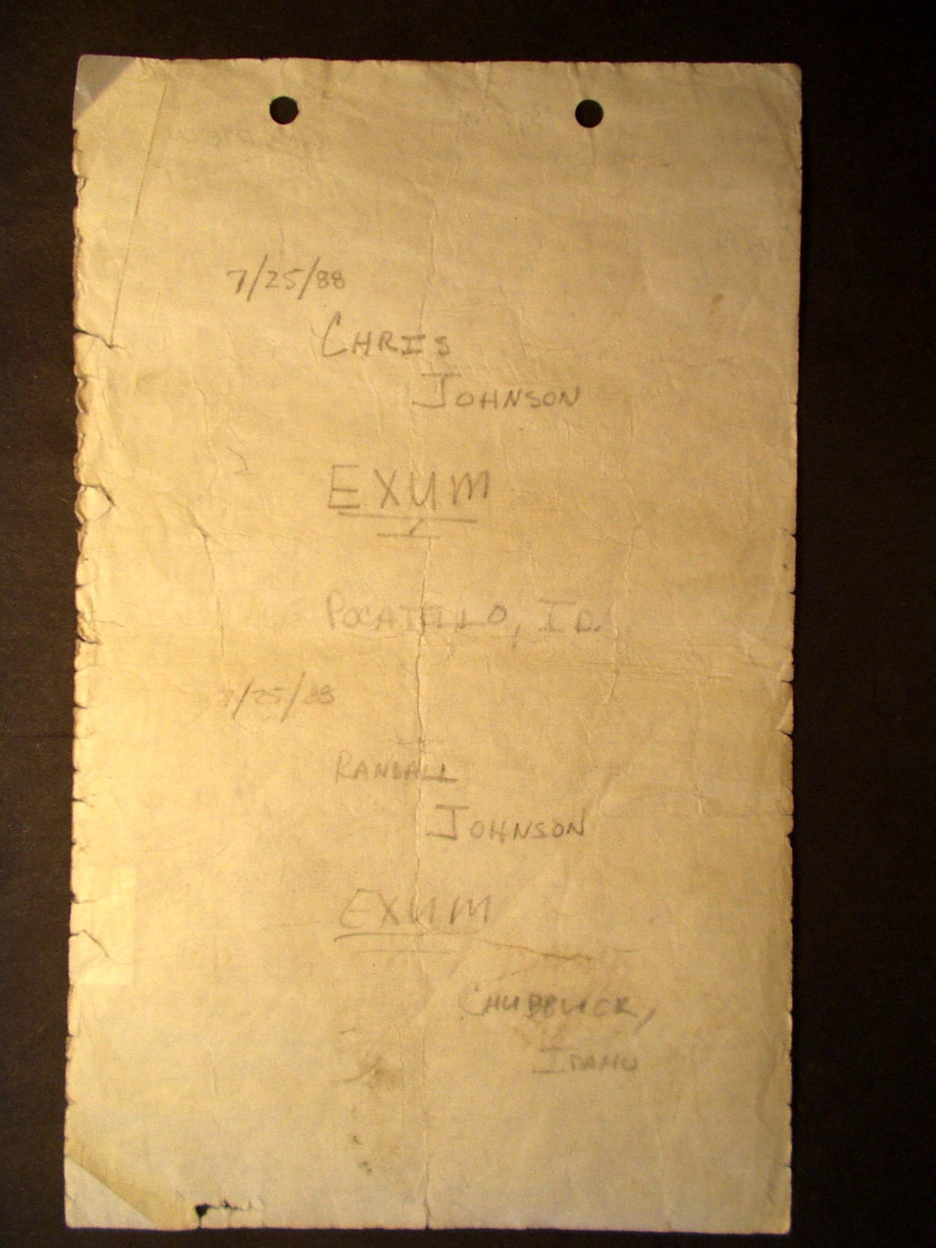 7/25/88
CHRIS
JOHNSON
EXUM
POCATELLO, ID.
7/25/88
RANDALL
JOHNSON
EXUM
CHUBBUCK,
IDAHO